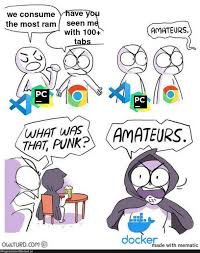 we consume
the most ram
have you
seen me
with 100+
tabs
AMATEURS.
PC
PC
WHAT WAS
THAT, PUNK?
AMATEURS.
docker
OWLTURD.COM
made with mematic